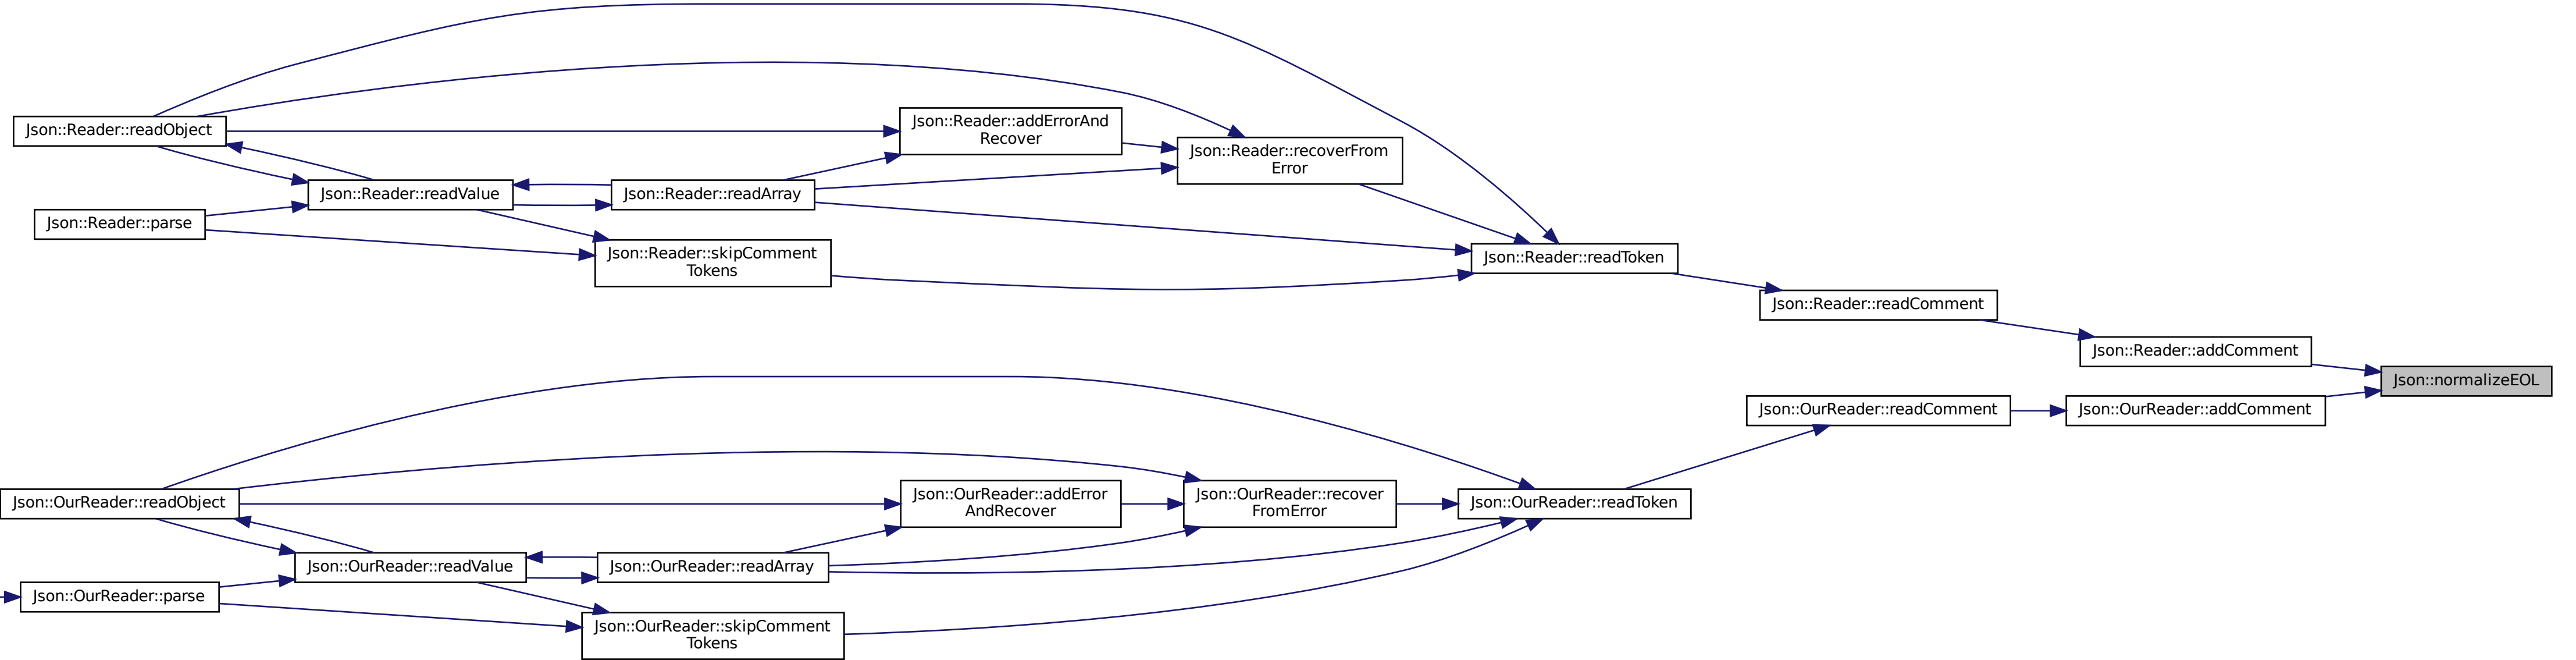 Json::Reader::readObject
Json::Reader::addErrorAnd
Recover
Json::Reader::recoverFrom
Error
Json::Reader::readValue
Json::Reader::readArray
Json::Reader::parse
Json::Reader::skipComment
Tokens
Json::Reader::readToken
Json::Reader::readComment
Json::Reader::addComment
Json::normalizeEOL
Json::OurReader::readComment
Json::OurReader::addComment
Json::OurReader::readObject
Json::OurReader::addError
AndRecover
Json::OurReader::recover
FromError
Json::OurReader::readToken
Json::OurReader::readValue
Json::OurReader::readArray
Json::OurReader::parse
Json::OurReader::skipComment
Tokens